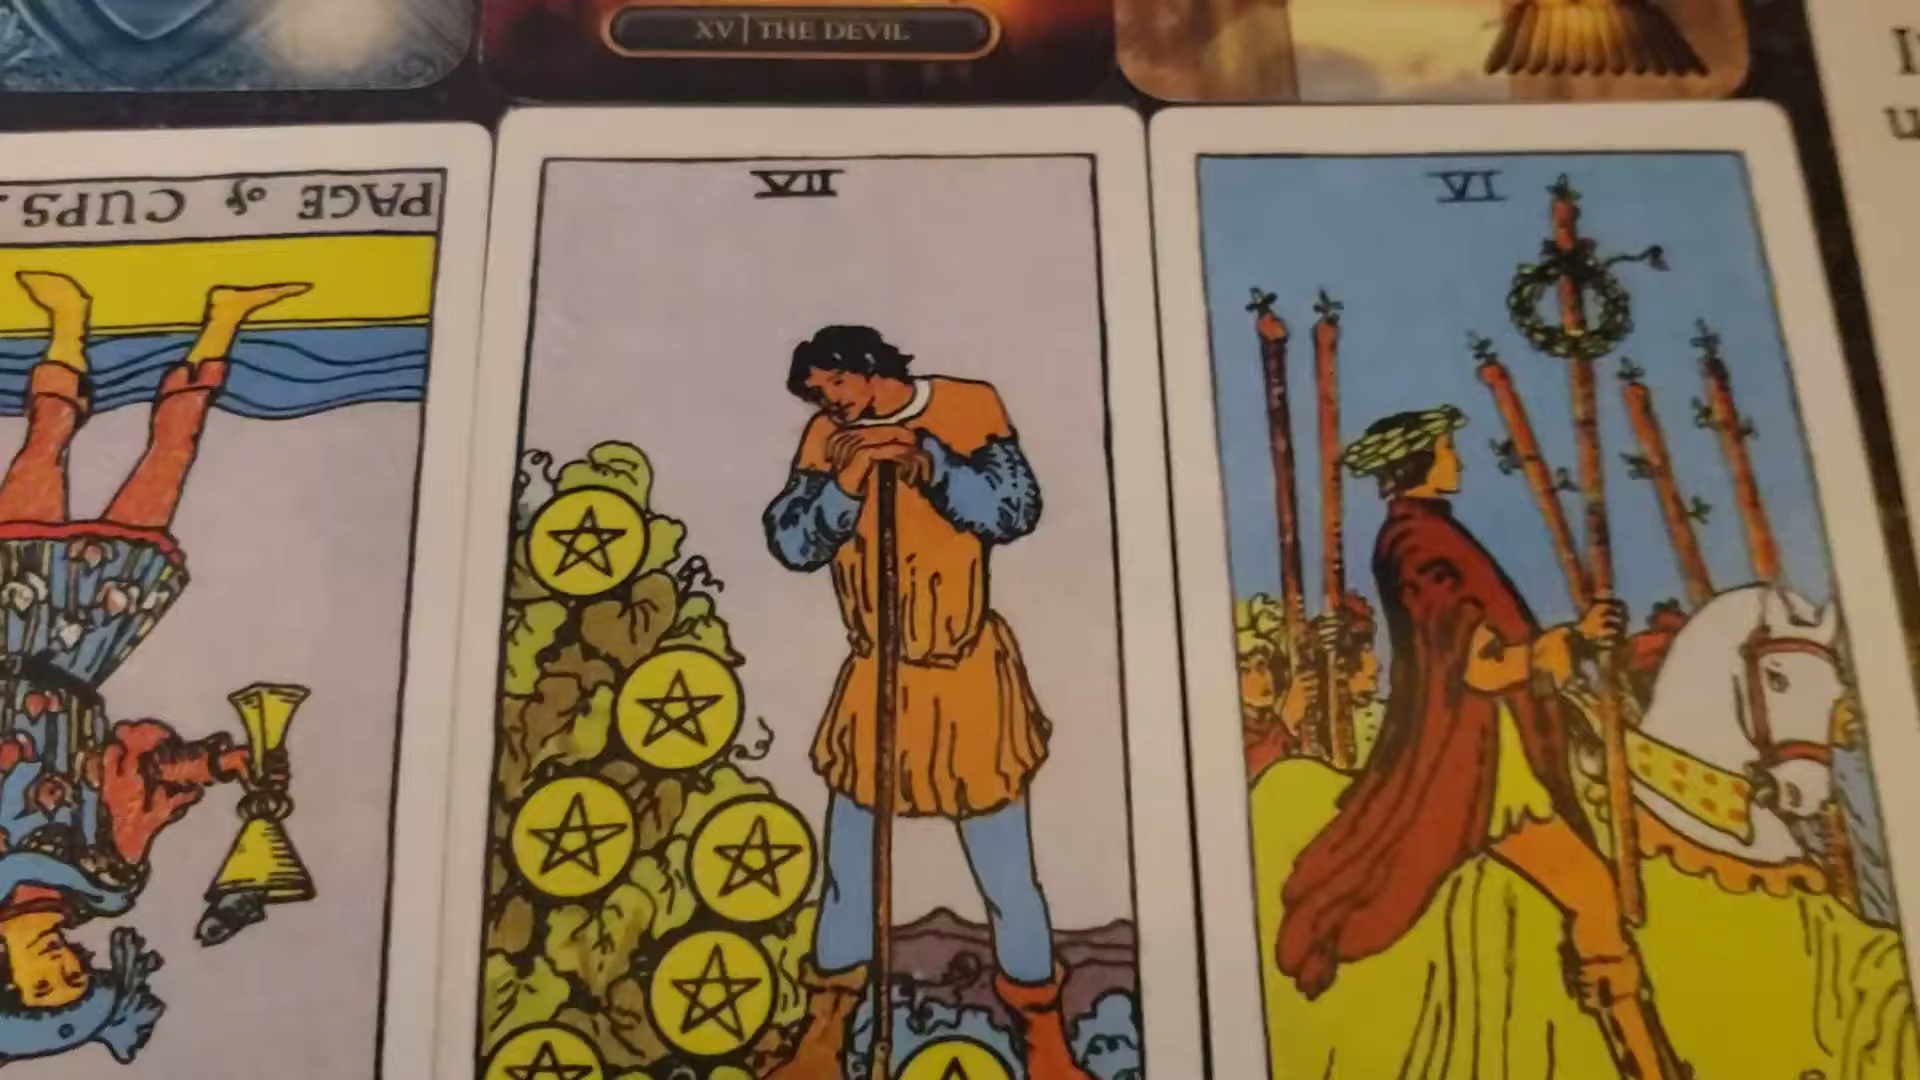 XV | THE DEVIL
PAGE of CUPS.
VII
VI